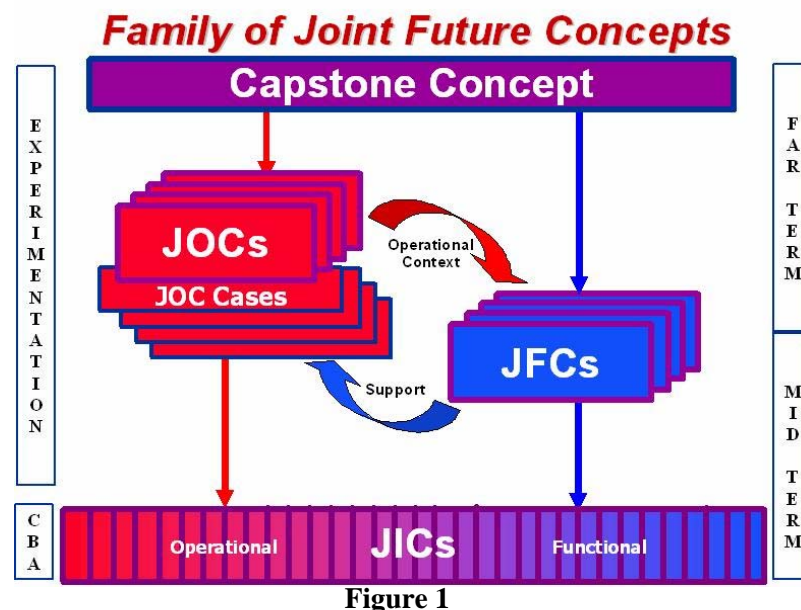 Family of Joint Future Concepts
Capstone Concept
EXPERIMENTATION
FAR TERM
JOCs
Operational
Context
JOC Cases
JFCs
Support
MID TERM
CBA
Operational
JICs
Functional
Figure 1